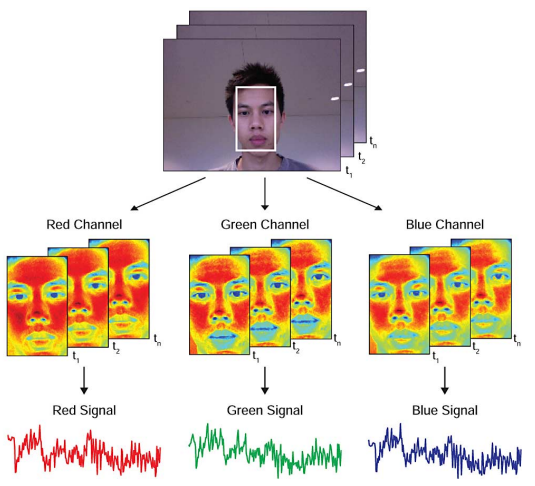 t₁
t₂
tₙ
Red Channel
Green Channel
Blue Channel
t₁
t₂
tₙ
t₁
t₂
tₙ
t₁
t₂
tₙ
Red Signal
Green Signal
Blue Signal